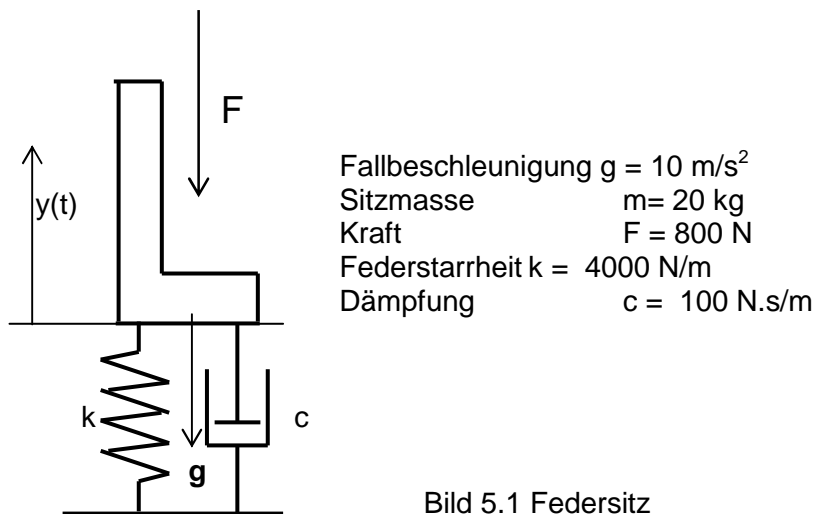 F
y(t)
Fallbeschleunigung g = 10 m/s²
Sitzmasse m= 20 kg
Kraft F = 800 N
Federstarrheit k = 4000 N/m
Dämpfung c = 100 N.s/m
k
c
g
Bild 5.1 Federsitz